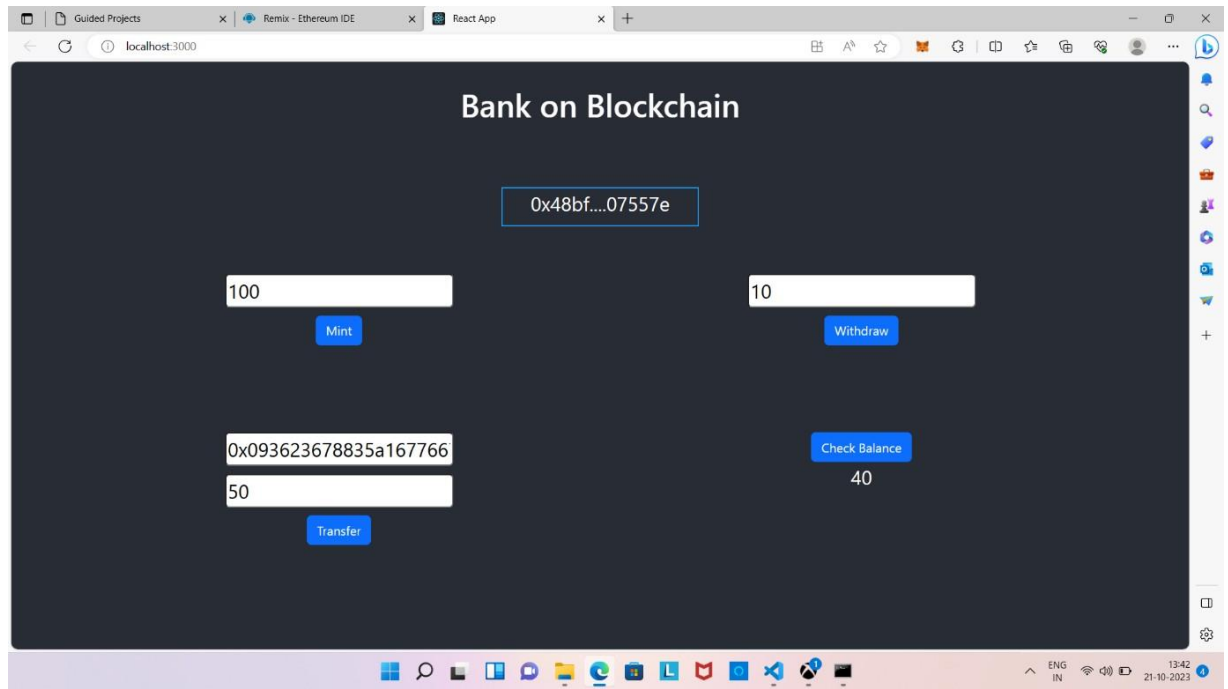 Guided Projects
Remix - Ethereum IDE
React App
localhost:3000
Bank on Blockchain
0x48bf....07557e
100
10
Mint
Withdraw
0x093623678835a167766
Check Balance
50
40
Transfer
ENG
IN
13:42
21-10-2023
4